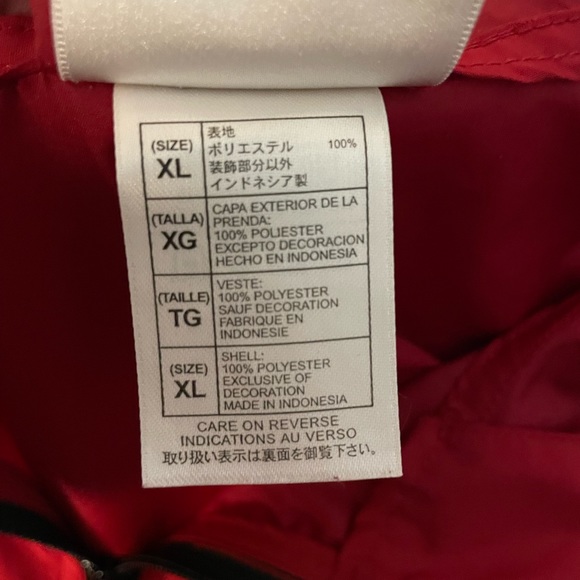 (SIZE)
XL
表地
ポリエステル 100%
装飾部分以外
インドネシア製
(TALLA)
XG
CAPA EXTERIOR DE LA
PRENDA:
100% POLIESTER
EXCEPTO DECORACION
HECHO EN INDONESIA
(TAILLE)
TG
VESTE:
100% POLYESTER
SAUF DECORATION
FABRIQUE EN
INDONESIE
(SIZE)
XL
SHELL:
100% POLYESTER
EXCLUSIVE OF
DECORATION
MADE IN INDONESIA
CARE ON REVERSE
INDICATIONS AU VERSO
取り扱い表示は裏面を御覧下さい。